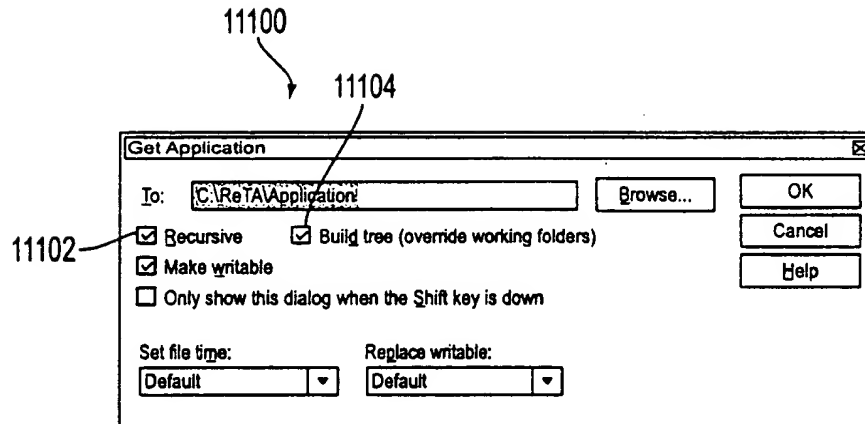 11100
11104
Get Application
To: C:\ReTA\Application Browse... OK
11102 Recursive Build tree (override working folders) Cancel
Make writable Help
Only show this dialog when the Shift key is down
Set file time: Replace writable:
Default Default